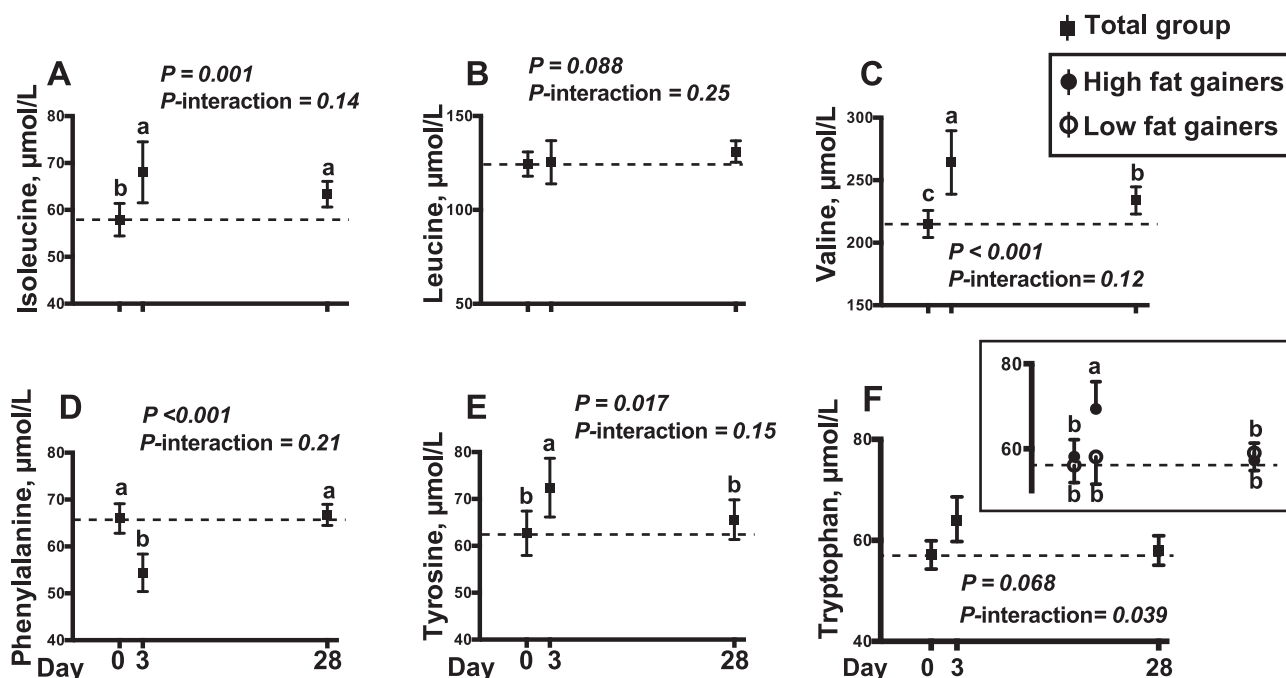 Total group
High fat gainers
Low fat gainers
A
P = 0.001
P-interaction = 0.14
Isoleucine, µmol/L
80
70
60
50
40
b
a
a
B
P = 0.088
P-interaction = 0.25
Leucine, µmol/L
150
100
50
C
Valine, µmol/L
300
250
200
150
c
a
b
P < 0.001
P-interaction= 0.12
D
P <0.001
P-interaction = 0.21
Phenylalanine, µmol/L
80
70
60
50
40
a
b
a
Day 0 3 28
E
P = 0.017
P-interaction = 0.15
Tyrosine, µmol/L
80
70
60
50
40
b
a
b
Day 0 3 28
F
Tryptophan, µmol/L
80
60
40
P = 0.068
P-interaction= 0.039
Day 0 3 28
80
60
a
b
b
b b b